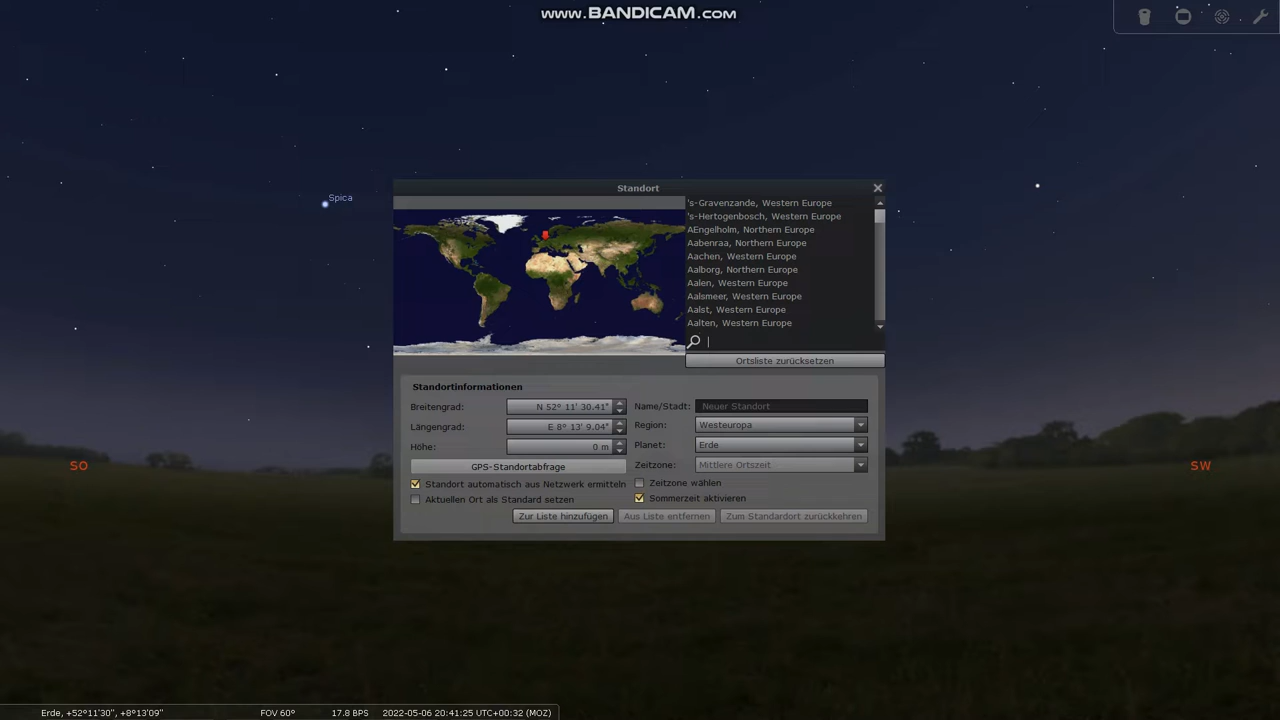 www.BANDICAM.com
Spica
Standort
's-Gravenzande, Western Europe
's-Hertogenbosch, Western Europe
AEngelholm, Northern Europe
Aabenraa, Northern Europe
Aachen, Western Europe
Aalborg, Northern Europe
Aalen, Western Europe
Aalsmeer, Western Europe
Aalst, Western Europe
Aalten, Western Europe
Ortsliste zurücksetzen
Standortinformationen
Breitengrad: N 52° 11' 30.41" Name/Stadt: Neuer Standort
Längengrad: E 8° 13' 9.04" Region: Westeuropa
Höhe: 0 m Planet: Erde
GPS-Standortabfrage Zeitzone: Mittlere Ortszeit
Standort automatisch aus Netzwerk ermitteln Zeitzone wählen
Aktuellen Ort als Standard setzen Sommerzeit aktivieren
Zur Liste hinzufügen Aus Liste entfernen Zum Standardort zurückkehren
SO SW
Erde, +52°11'30", +8°13'09" FOV 60° 17.8 BPS 2022-05-06 20:41:25 UTC+00:32 (MOZ)